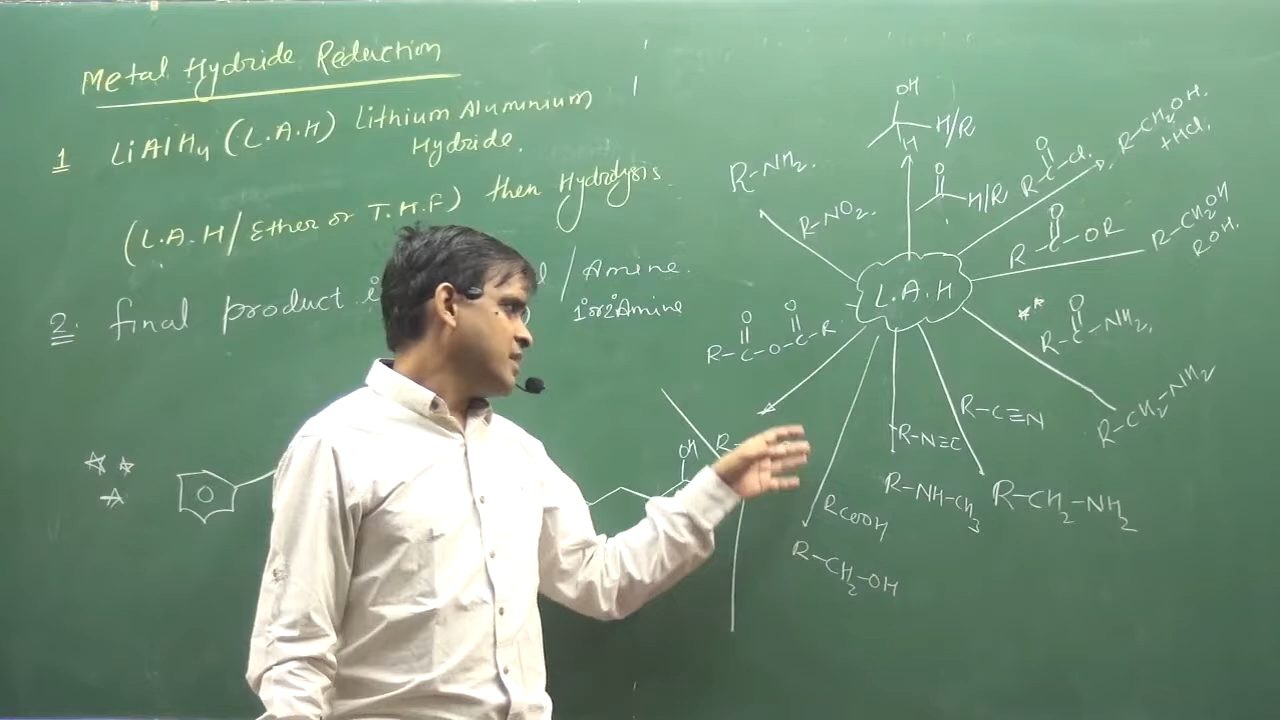 Metal Hydride Reduction
1 LiAlH4 (L.A.H) Lithium Aluminium
Hydride.
(L.A.H/Ether or T.H.F) then Hydrolysis
2. final product
/Amine.
1° or 2° Amine
OH
H/R
H
R-NH2.
R-NO2.
O
H/R
O
R-C-Cl.
R-CH2OH.
+HCl.
O
R-C-OR
R-CH2OH
ROH.
L.A.H
O
R-C-NH2.
R-CH2-NH2
O O
R-C-O-C-R
R-C≡N
R-CH2-NH2
R-N≡C
R-NH-CH3
RCOOH
R-CH2-OH
OH
R